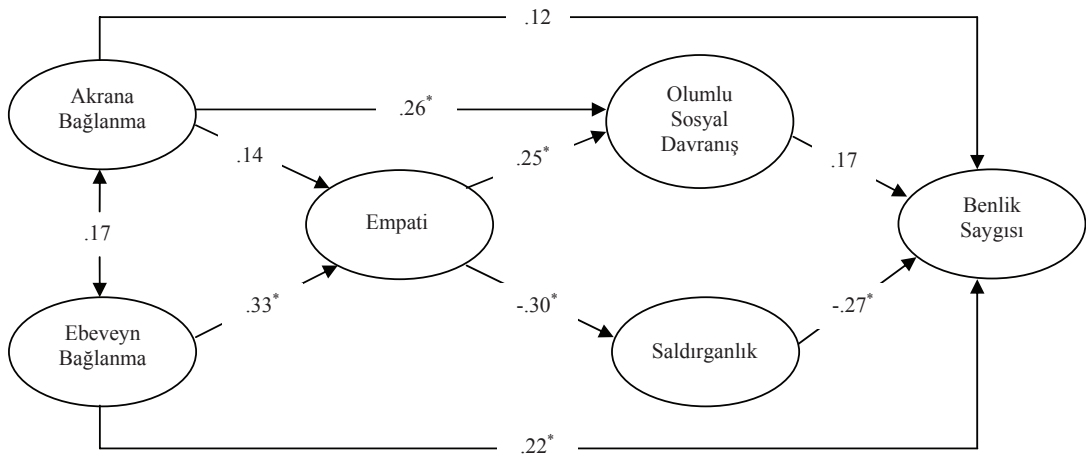 .12
Akrana
Bağlanma
.26*
Olumlu
Sosyal
Davranış
.14
.25*
.17
Empati
Benlik
Saygısı
.17
.33*
-.30*
-.27*
Ebeveyn
Bağlanma
Saldırganlık
.22*